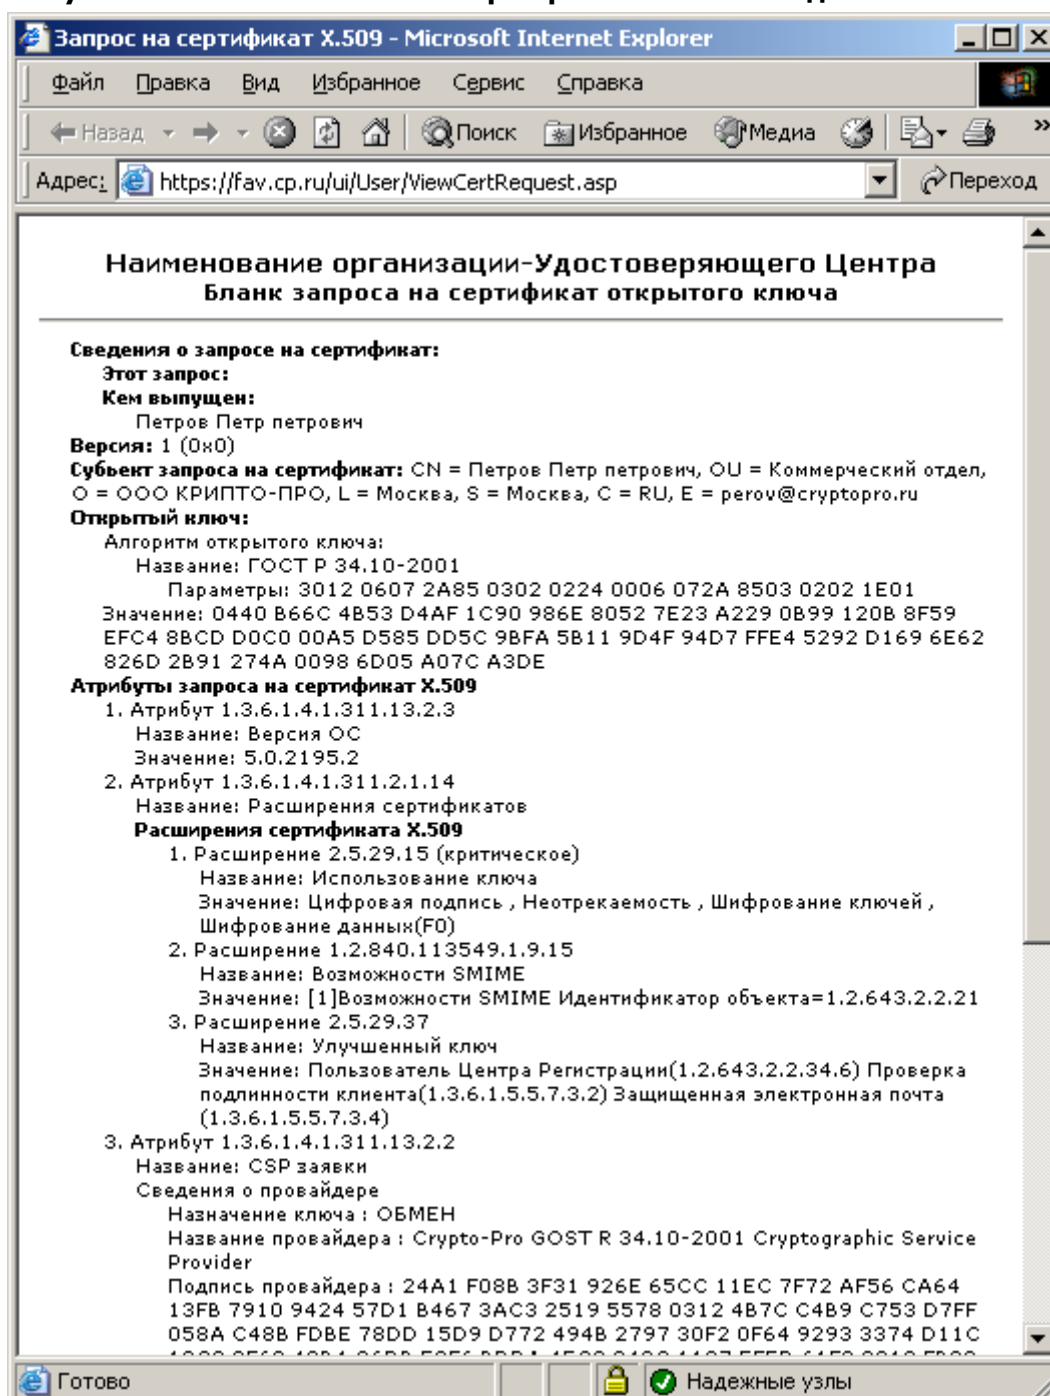 Запрос на сертификат X.509 - Microsoft Internet Explorer
Файл Правка Вид Избранное Сервис Справка
Назад Поиск Избранное Медиа »
Адрес: https://fav.cp.ru/ui/User/ViewCertRequest.asp Переход
Наименование организации-Удостоверяющего Центра
Бланк запроса на сертификат открытого ключа
Сведения о запросе на сертификат:
Этот запрос:
Кем выпущен:
Петров Петр петрович
Версия: 1 (0x0)
Субъект запроса на сертификат: CN = Петров Петр петрович, OU = Коммерческий отдел,
O = ООО КРИПТО-ПРО, L = Москва, S = Москва, C = RU, E = perov@cryptopro.ru
Открытый ключ:
Алгоритм открытого ключа:
Название: ГОСТ Р 34.10-2001
Параметры: 3012 0607 2A85 0302 0224 0006 072A 8503 0202 1E01
Значение: 0440 B66C 4B53 D4AF 1C90 986E 8052 7E23 A229 0B99 120B 8F59
EFC4 8BCD D0C0 00A5 D585 DD5C 9BFA 5B11 9D4F 94D7 FFE4 5292 D169 6E62
826D 2B91 274A 0098 6D05 A07C A3DE
Атрибуты запроса на сертификат X.509
1. Атрибут 1.3.6.1.4.1.311.13.2.3
Название: Версия ОС
Значение: 5.0.2195.2
2. Атрибут 1.3.6.1.4.1.311.2.1.14
Название: Расширения сертификатов
Расширения сертификата X.509
1. Расширение 2.5.29.15 (критическое)
Название: Использование ключа
Значение: Цифровая подпись , Неотрекаемость , Шифрование ключей ,
Шифрование данных(F0)
2. Расширение 1.2.840.113549.1.9.15
Название: Возможности SMIME
Значение: [1]Возможности SMIME Идентификатор объекта=1.2.643.2.2.21
3. Расширение 2.5.29.37
Название: Улучшенный ключ
Значение: Пользователь Центра Регистрации(1.2.643.2.2.34.6) Проверка
подлинности клиента(1.3.6.1.5.5.7.3.2) Защищенная электронная почта
(1.3.6.1.5.5.7.3.4)
3. Атрибут 1.3.6.1.4.1.311.13.2.2
Название: CSP заявки
Сведения о провайдере
Назначение ключа : ОБМЕН
Название провайдера : Crypto-Pro GOST R 34.10-2001 Cryptographic Service
Provider
Подпись провайдера : 24A1 F08B 3F31 926E 65CC 11EC 7F72 AF56 CA64
13FB 7910 9424 57D1 B467 3AC3 2519 5578 0312 4B7C C4B9 C753 D7FF
058A C48B FDBE 78DD 15D9 D772 494B 2797 30F2 0F64 9293 3374 D11C
Готово Надежные узлы